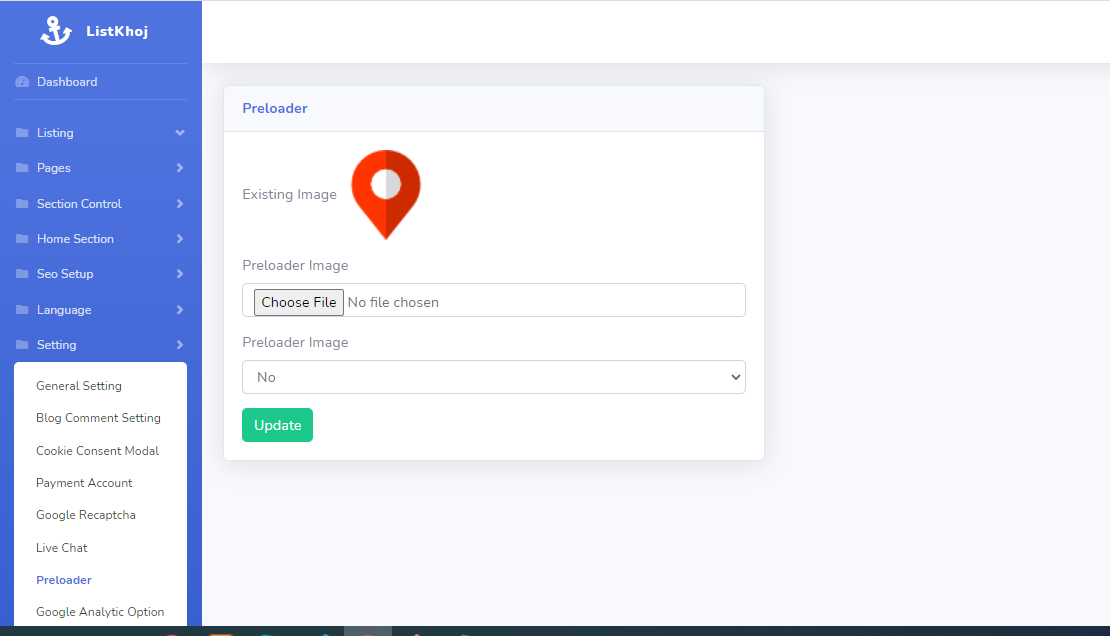 ListKhoj
Dashboard
Listing
Pages
Section Control
Home Section
Seo Setup
Language
Setting
General Setting
Blog Comment Setting
Cookie Consent Modal
Payment Account
Google Recaptcha
Live Chat
Preloader
Google Analytic Option
Preloader
Existing Image
Preloader Image
Choose File No file chosen
Preloader Image
No
Update